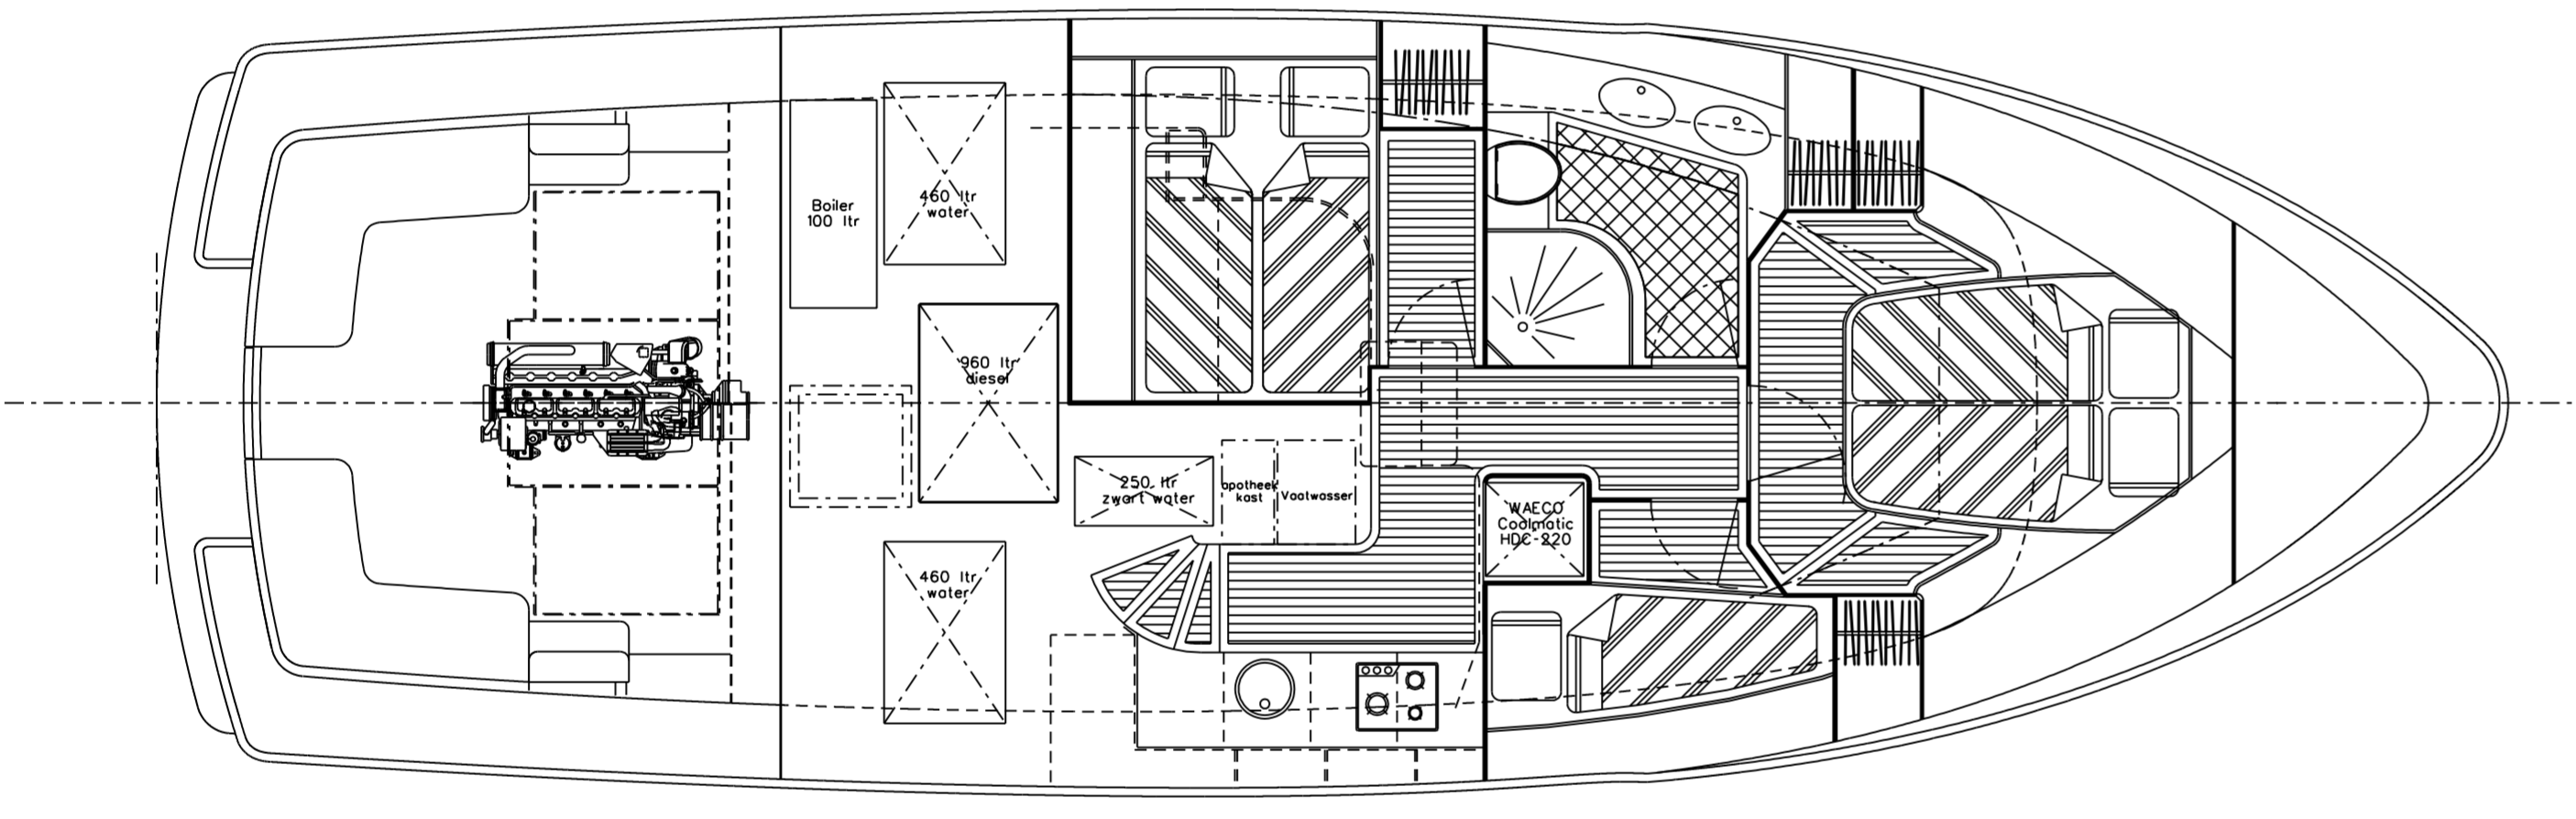 Boiler
100 ltr
460 ltr
water
960 ltr
diesel
460 ltr
water
250 ltr
zwart water
apotheek
kast
Vaatwasser
WAECO
Coolmatic
HDC-220